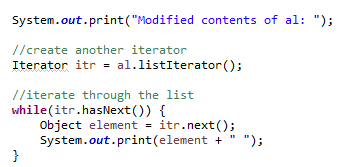 System.out.print("Modified contents of al: ");
//create another iterator
Iterator itr = al.listIterator();
//iterate through the list
while(itr.hasNext()) {
Object element = itr.next();
System.out.print(element + " ");
}